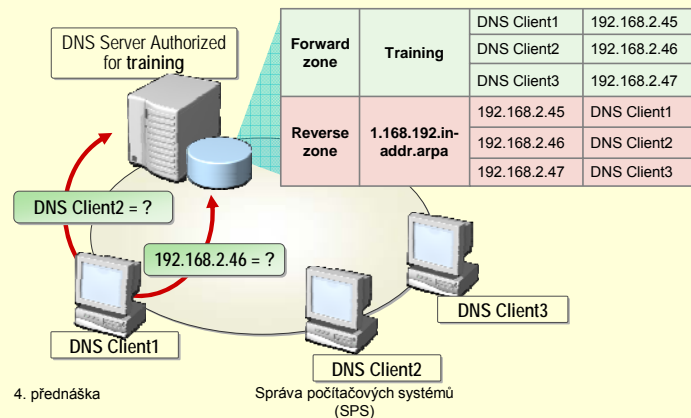 DNS Server Authorized
for training
Forward
zone
Training
DNS Client1 192.168.2.45
DNS Client2 192.168.2.46
DNS Client3 192.168.2.47
Reverse
zone
1.168.192.in-
addr.arpa
192.168.2.45 DNS Client1
192.168.2.46 DNS Client2
192.168.2.47 DNS Client3
DNS Client2 = ?
192.168.2.46 = ?
DNS Client1
DNS Client2
DNS Client3
4. přednáška
Správa počítačových systémů
(SPS)